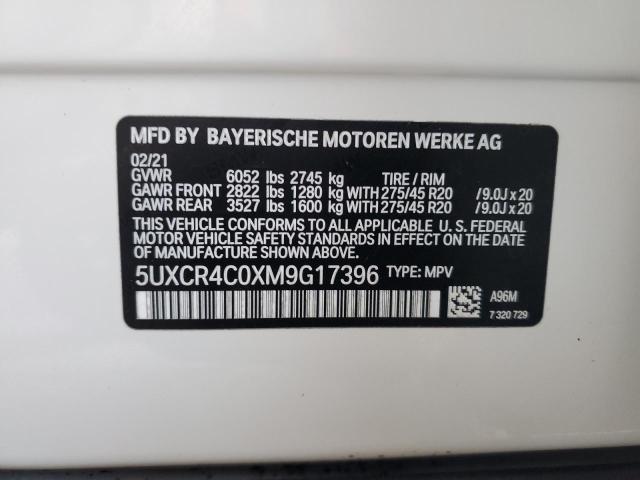 MFD BY BAYERISCHE MOTOREN WERKE AG
02/21
GVWR 6052 lbs 2745 kg TIRE / RIM
GAWR FRONT 2822 lbs 1280 kg WITH 275/45 R20 /9.0J x 20
GAWR REAR 3527 lbs 1600 kg WITH 275/45 R20 /9.0J x 20
THIS VEHICLE CONFORMS TO ALL APPLICABLE U. S. FEDERAL
MOTOR VEHICLE SAFETY STANDARDS IN EFFECT ON THE DATE
OF MANUFACTURE SHOWN ABOVE.
5UXCR4C0XM9G17396 TYPE: MPV
A96M
7 320 729